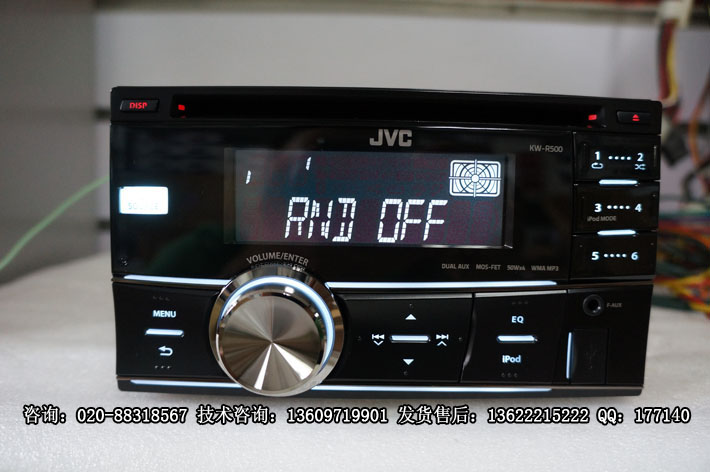 DISP
JVC
KW-R500
RND OFF
VOLUME/ENTER
DUAL AUX MOS-FET 50Wx4 WMA MP3
1 2
3 4
iPod MODE
5 6
MENU
EQ
iPod
F-AUX
咨询：020-88318567 技术咨询：13609719901 发货售后：13622215222 QQ：177140